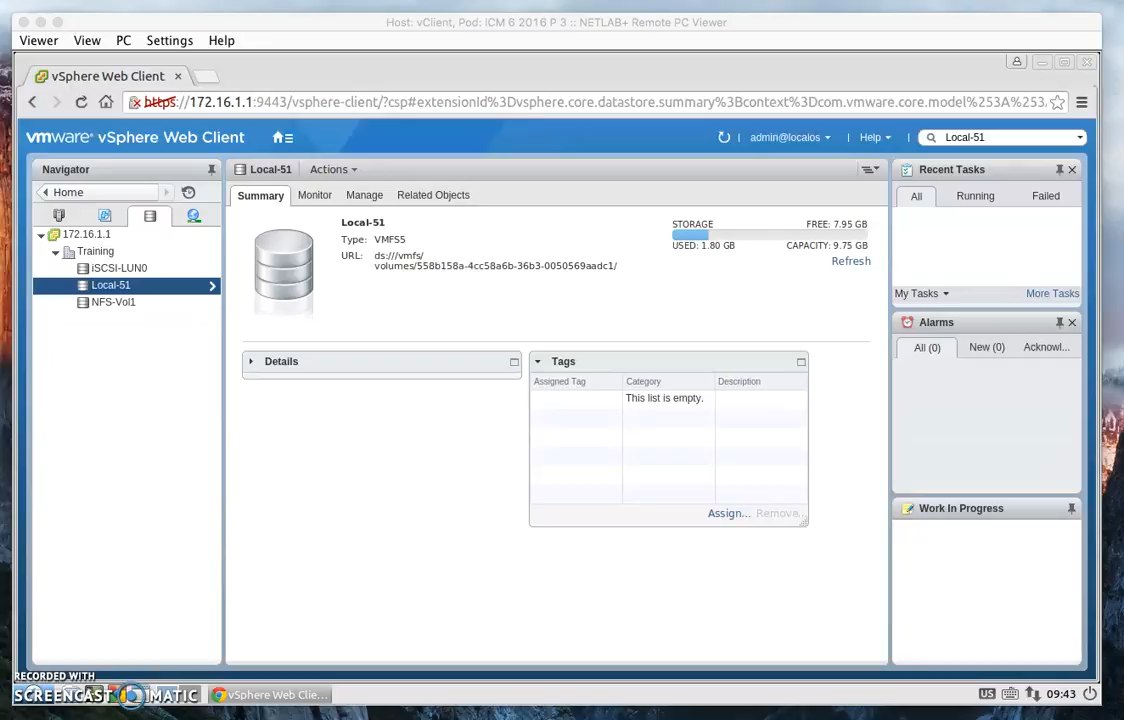 Host: vClient, Pod: ICM 6 2016 P 3 :: NETLAB+ Remote PC Viewer
Viewer View PC Settings Help
vSphere Web Client ×
https://172.16.1.1:9443/vsphere-client/?csp#extensionId%3Dvsphere.core.datastore.summary%3Bcontext%3Dcom.vmware.core.model%253A%253.
vmware® vSphere Web Client
admin@localos Help Local-51
Navigator
Home
172.16.1.1
Training
iSCSI-LUN0
Local-51
NFS-Vol1
Local-51 Actions
Summary Monitor Manage Related Objects
Local-51
Type: VMFS5
URL: ds:///vmfs/
volumes/558b158a-4cc58a6b-36b3-0050569aadc1/
STORAGE FREE: 7.95 GB
USED: 1.80 GB CAPACITY: 9.75 GB
Refresh
Details
Tags
Assigned Tag Category Description
This list is empty.
Assign... Remove...
Recent Tasks
All Running Failed
My Tasks More Tasks
Alarms
All (0) New (0) Acknowl...
Work In Progress
RECORDED WITH
SCREENCAST MATIC
vSphere Web Clie...
US 09:43